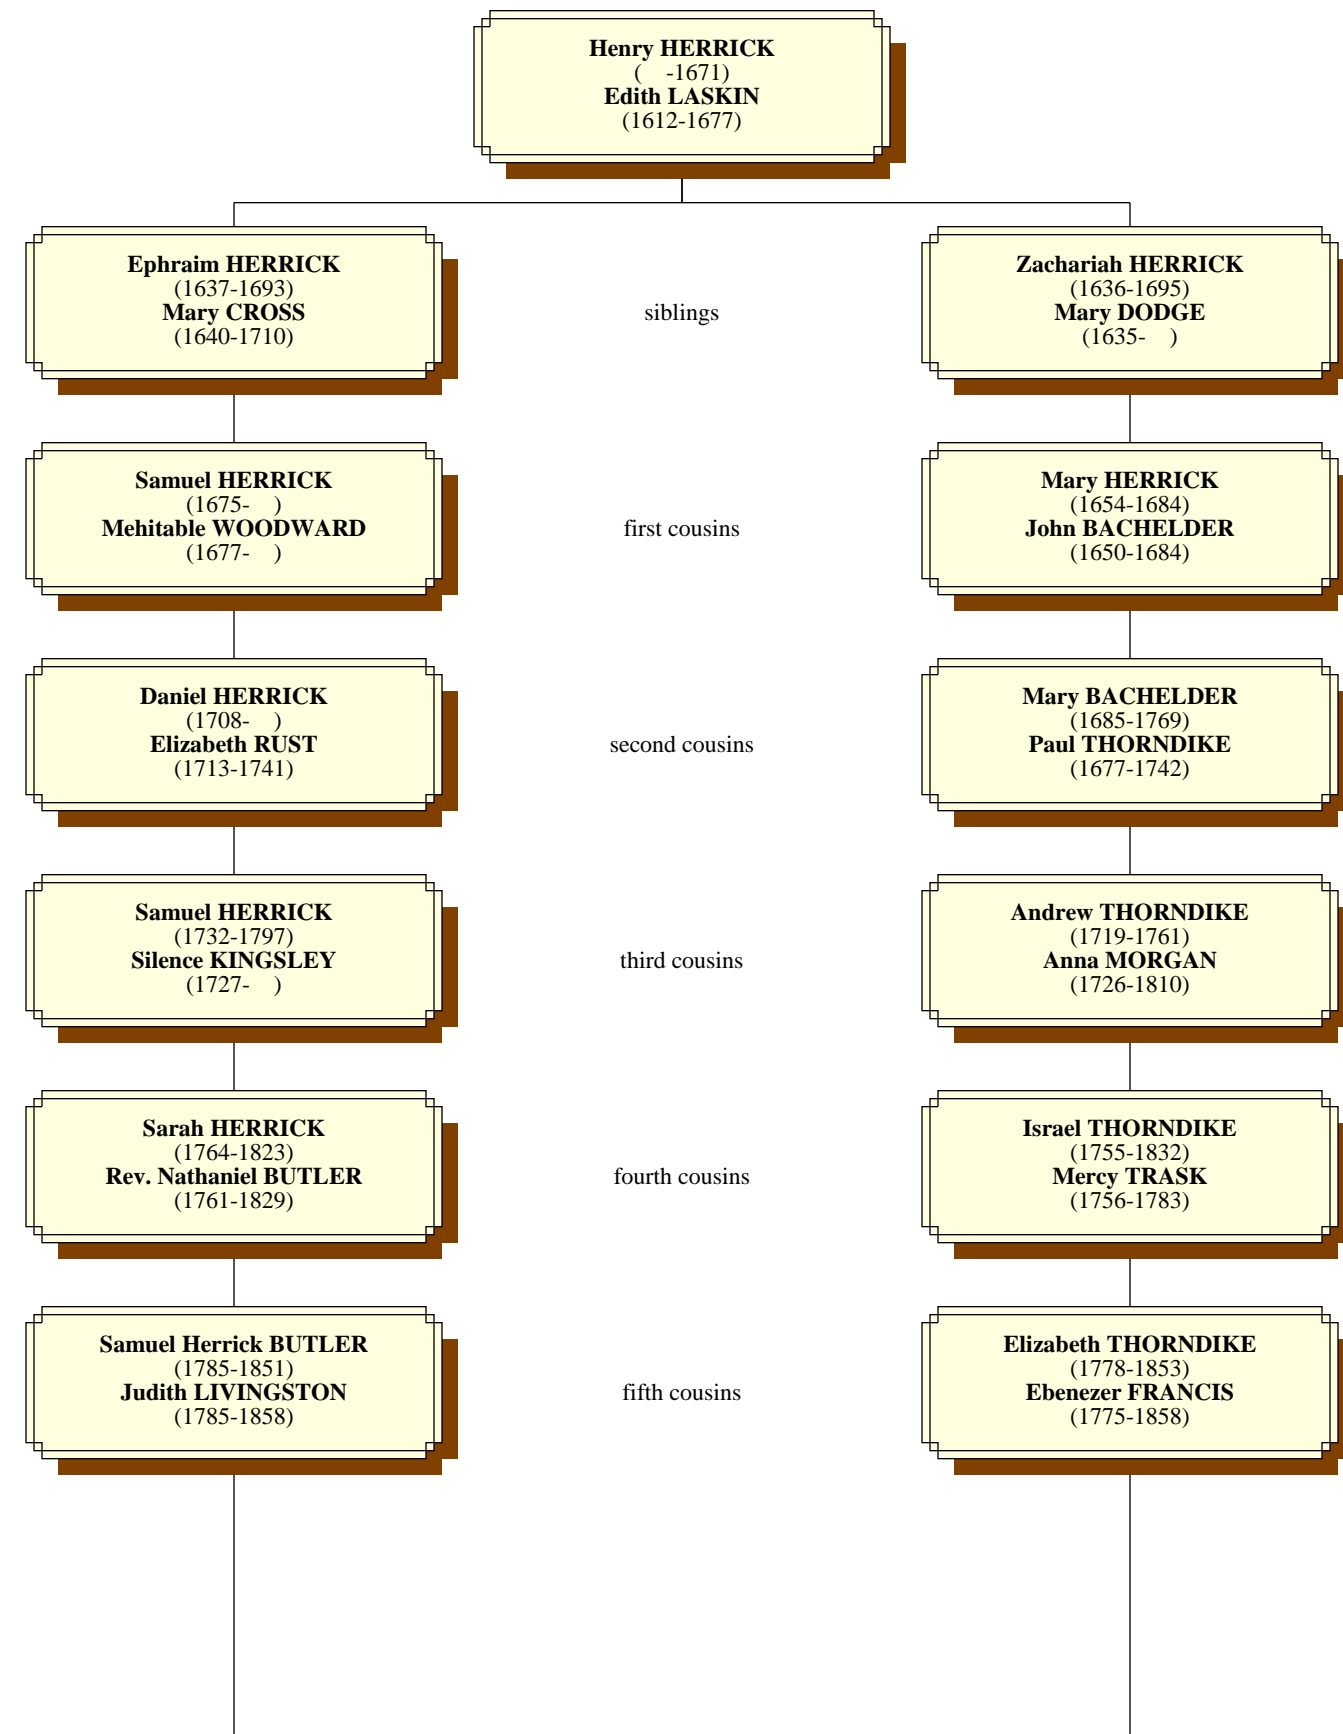 Henry HERRICK
(    -1671)
Edith LASKIN
(1612-1677)
Ephraim HERRICK
(1637-1693)
Mary CROSS
(1640-1710)
siblings
Zachariah HERRICK
(1636-1695)
Mary DODGE
(1635-    )
Samuel HERRICK
(1675-    )
Mehitable WOODWARD
(1677-    )
first cousins
Mary HERRICK
(1654-1684)
John BACHELDER
(1650-1684)
Daniel HERRICK
(1708-    )
Elizabeth RUST
(1713-1741)
second cousins
Mary BACHELDER
(1685-1769)
Paul THORNDIKE
(1677-1742)
Samuel HERRICK
(1732-1797)
Silence KINGSLEY
(1727-    )
third cousins
Andrew THORNDIKE
(1719-1761)
Anna MORGAN
(1726-1810)
Sarah HERRICK
(1764-1823)
Rev. Nathaniel BUTLER
(1761-1829)
fourth cousins
Israel THORNDIKE
(1755-1832)
Mercy TRASK
(1756-1783)
Samuel Herrick BUTLER
(1785-1851)
Judith LIVINGSTON
(1785-1858)
fifth cousins
Elizabeth THORNDIKE
(1778-1853)
Ebenezer FRANCIS
(1775-1858)